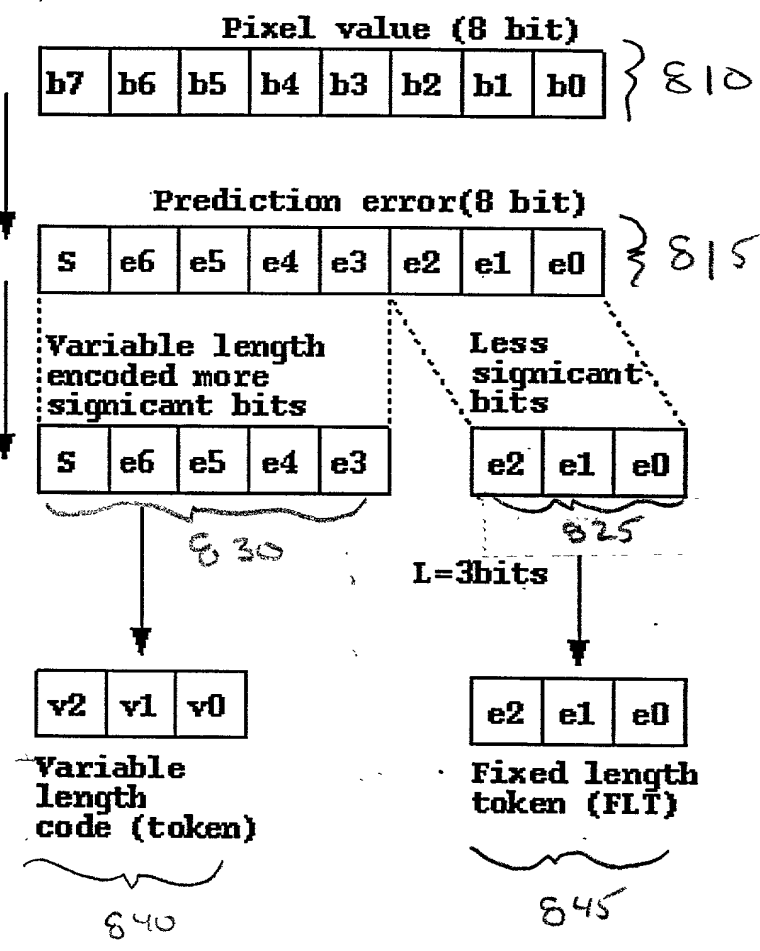 Pixel value (8 bit)
b7 b6 b5 b4 b3 b2 b1 b0
810
Prediction error(8 bit)
S e6 e5 e4 e3 e2 e1 e0
815
Variable length
encoded more
signicant bits
Less
signicant
bits
S e6 e5 e4 e3
e2 e1 e0
830
825
L=3bits
v2 v1 v0
e2 e1 e0
Variable
length
code (token)
Fixed length
token (FLT)
840
845